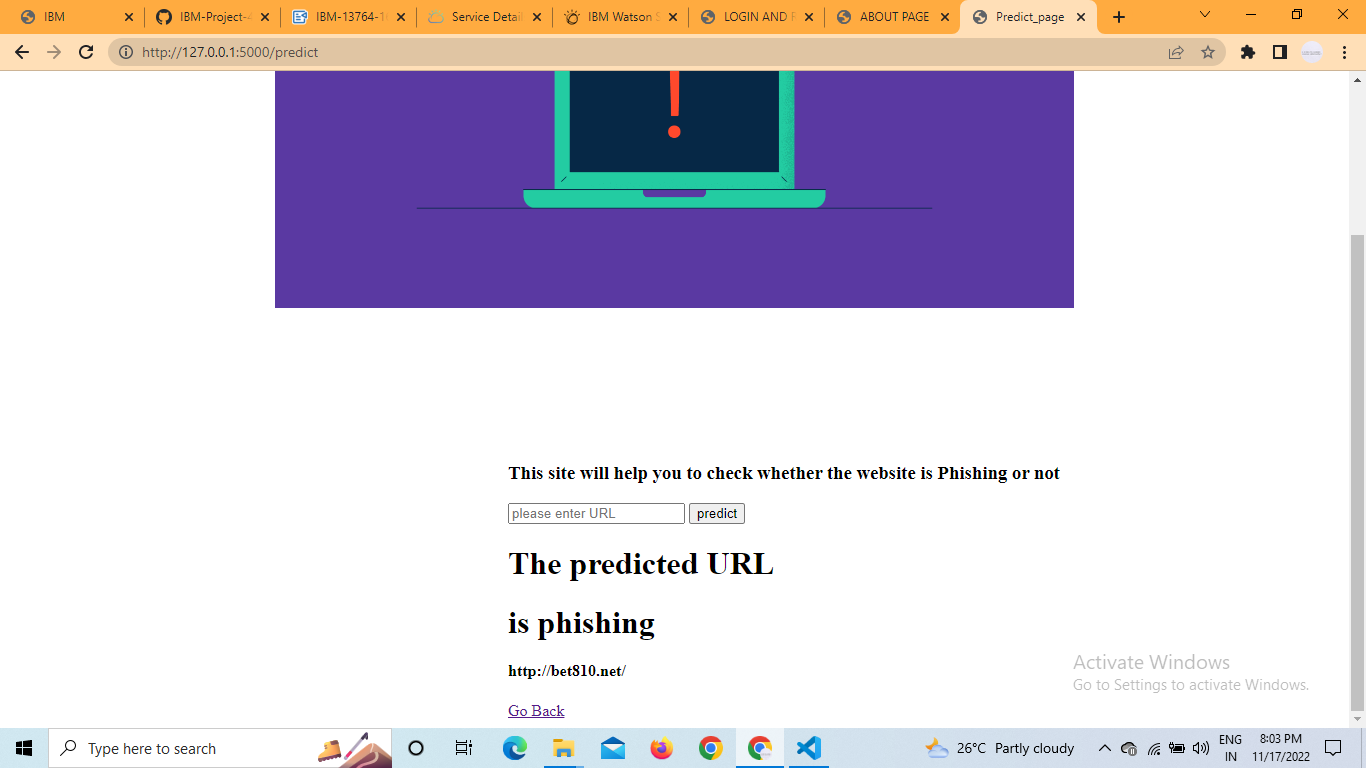 IBM
IBM-Project-4
IBM-13764-1
Service Detail
IBM Watson S
LOGIN AND
ABOUT PAGE
Predict_page
http://127.0.0.1:5000/predict
!
This site will help you to check whether the website is Phishing or not
please enter URL
predict
The predicted URL
is phishing
http://bet810.net/
Go Back
Activate Windows
Go to Settings to activate Windows.
Type here to search
26°C Partly cloudy
ENG
IN
8:03 PM
11/17/2022